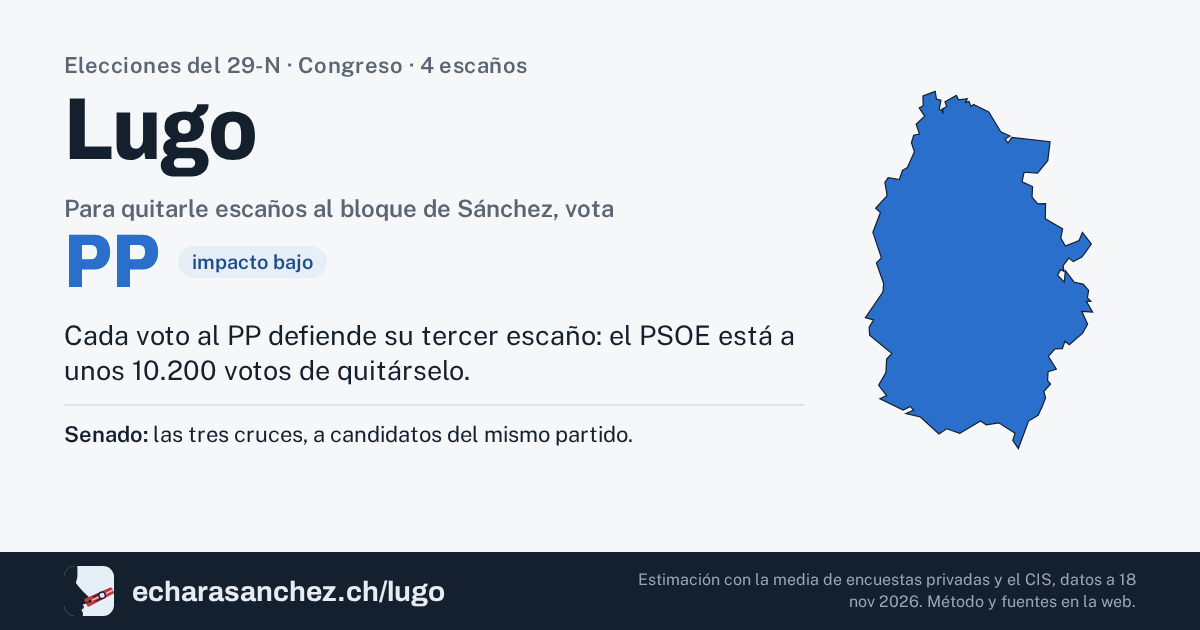 Elecciones del 29-N · Congreso · 4 escaños
Lugo
Para quitarle escaños al bloque de Sánchez, vota
PP impacto bajo
Cada voto al PP defiende su tercer escaño: el PSOE está a
unos 10.200 votos de quitárselo.
Senado: las tres cruces, a candidatos del mismo partido.
echarasanchez.ch/lugo
Estimación con la media de encuestas privadas y el CIS, datos a 18
nov 2026. Método y fuentes en la web.